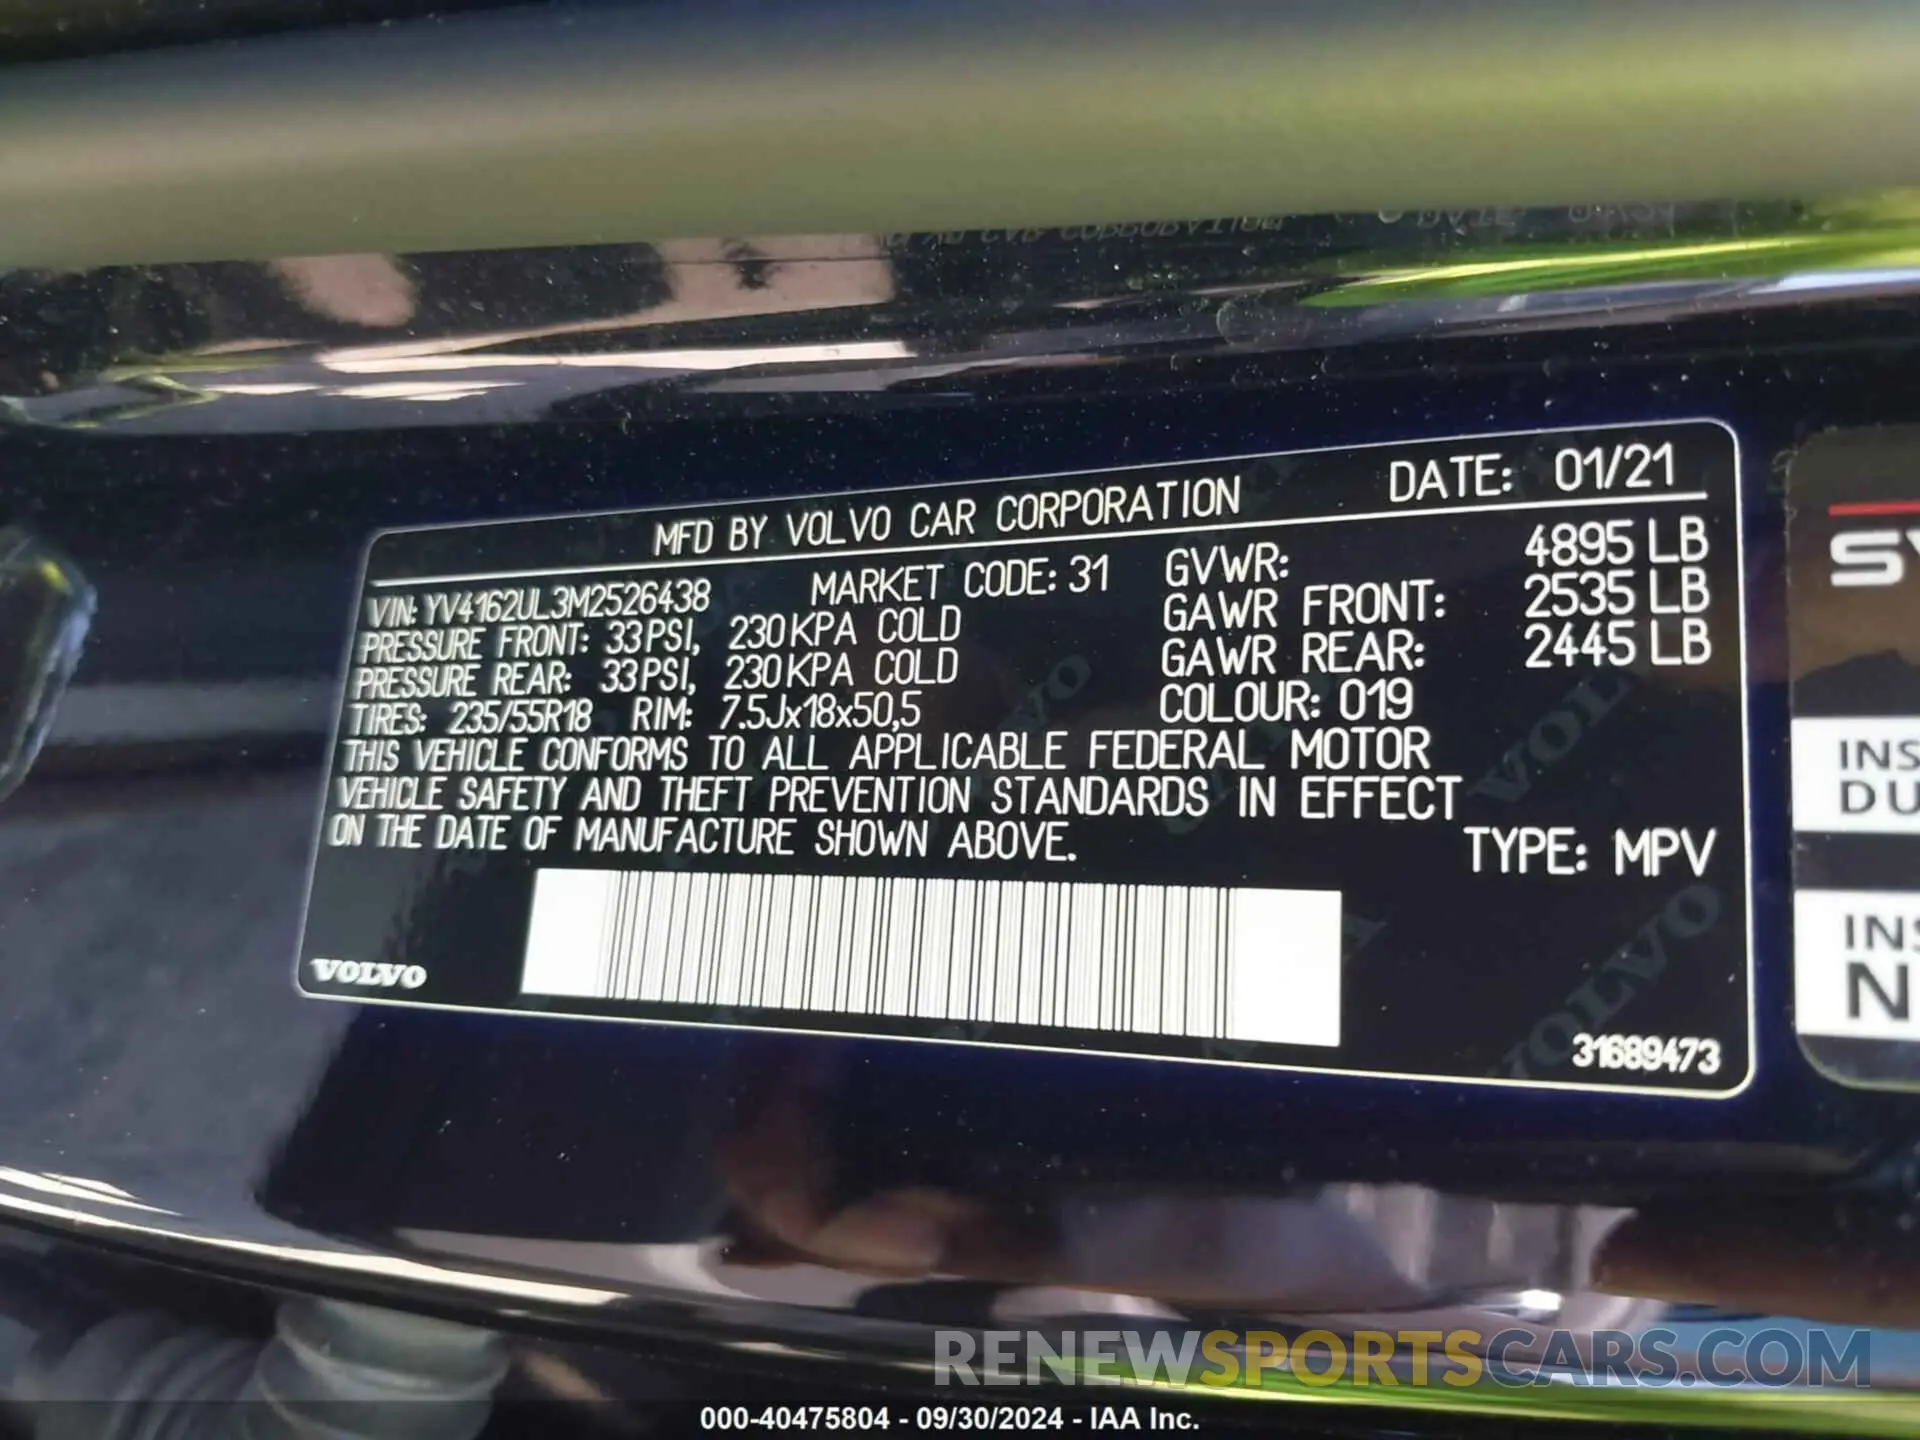 MFD BY VOLVO CAR CORPORATION DATE: 01/21
VIN: YV4162UL3M2526438 MARKET CODE: 31 GVWR: 4895 LB
PRESSURE FRONT: 33PSI, 230KPA COLD GAWR FRONT: 2535 LB
PRESSURE REAR: 33PSI, 230KPA COLD GAWR REAR: 2445 LB
TIRES: 235/55R18 RIM: 7.5Jx18x50,5 COLOUR: 019
THIS VEHICLE CONFORMS TO ALL APPLICABLE FEDERAL MOTOR
VEHICLE SAFETY AND THEFT PREVENTION STANDARDS IN EFFECT
ON THE DATE OF MANUFACTURE SHOWN ABOVE.
TYPE: MPV
VOLVO
31689473
INS
DU
INS
N
RENEWSPORTSCARS.COM
000-40475804 - 09/30/2024 - IAA Inc.